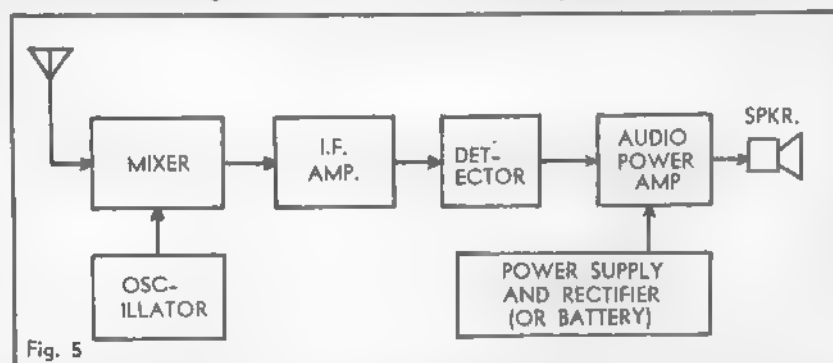 SPKR.
MIXER
I.F.
AMP.
DET-
ECTOR
AUDIO
POWER
AMP
OSC-
ILLATOR
POWER SUPPLY
AND RECTIFIER
(OR BATTERY)
Fig. 5